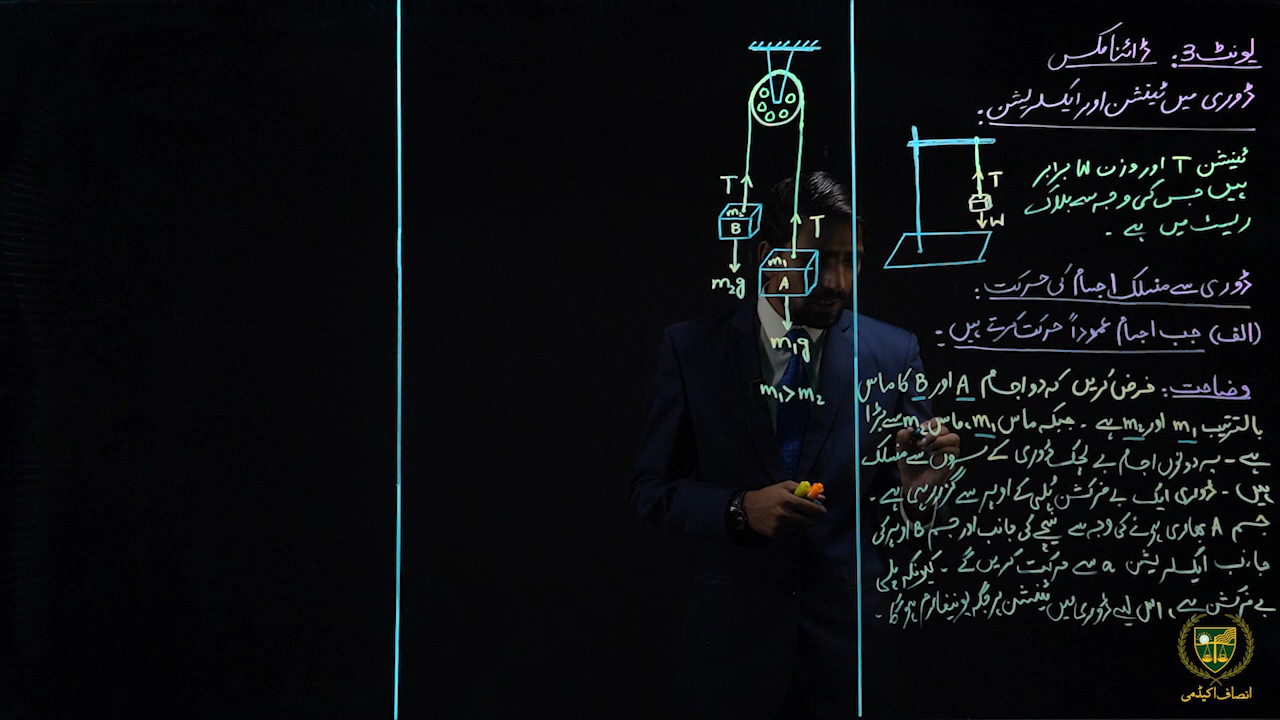 یونٹ 3: ڈائنامکس
ڈوری میں ٹینشن اور ایکسلریشن:
ٹینشن T اور وزن W برابر
ہیں جس کی وجہ سے بلاک
ریسٹ میں ہے۔
T
W
ڈوری سے منسلک اجسام کی حرکت:
(الف) جب اجسام عموداً حرکت کرتے ہیں:
وضاحت: فرض کریں کہ دو اجسام A اور B کا ماس
بالترتیب m₁ اور m₂ ہے۔ جبکہ ماس m₁، ماس m₂ سے بڑا
ہے۔ یہ دونوں اجسام بے لچک ڈوری کے سروں سے منسلک
ہیں۔ ڈوری ایک بے فرکشن پُلی کے اوپر سے گزر رہی ہے۔
جسم A بھاری ہونے کی وجہ سے نیچے کی جانب اور جسم B اوپر کی
جانب ایکسلریشن a سے حرکت کریں گے۔ کیونکہ پلی
بے فرکشن ہے، اس لیے ڈوری میں ٹینشن ہر جگہ یونیفارم ہو گا۔
T
m₂
B
m₂g
T
m₁
A
m₁g
m₁>m₂
انصاف اکیڈمی